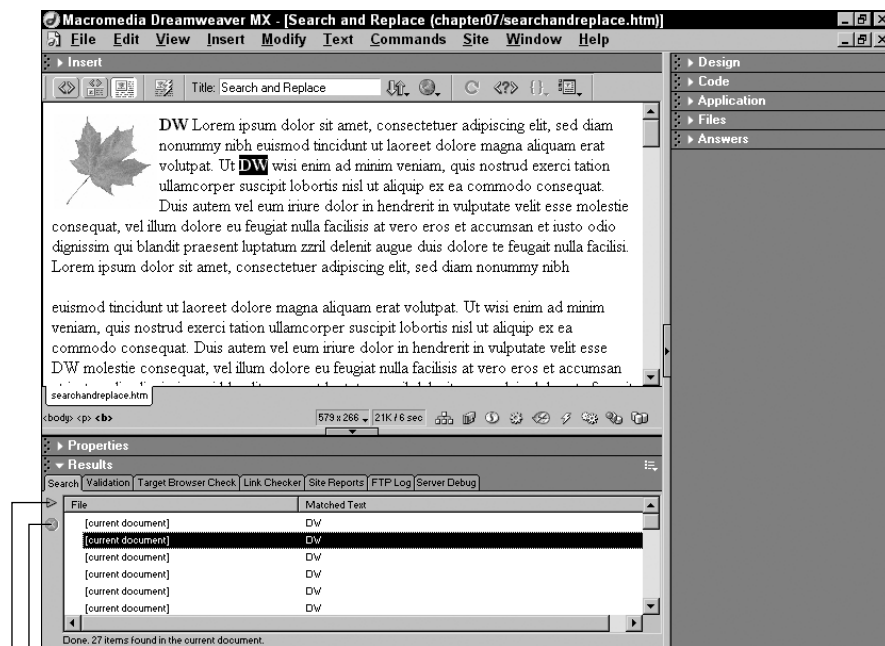 Macromedia Dreamweaver MX - [Search and Replace (chapter07/searchandreplace.htm)]
File Edit View Insert Modify Text Commands Site Window Help
Insert
Title: Search and Replace
DW Lorem ipsum dolor sit amet, consectetuer adipiscing elit, sed diam
nonummy nibh euismod tincidunt ut laoreet dolore magna aliquam erat
volutpat. Ut DW wisi enim ad minim veniam, quis nostrud exerci tation
ullamcorper suscipit lobortis nisl ut aliquip ex ea commodo consequat.
Duis autem vel eum iriure dolor in hendrerit in vulputate velit esse molestie
consequat, vel illum dolore eu feugiat nulla facilisis at vero eros et accumsan et iusto odio
dignissim qui blandit praesent luptatum zzril delenit augue duis dolore te feugait nulla facilisi.
Lorem ipsum dolor sit amet, consectetuer adipiscing elit, sed diam nonummy nibh
euismod tincidunt ut laoreet dolore magna aliquam erat volutpat. Ut wisi enim ad minim
veniam, quis nostrud exerci tation ullamcorper suscipit lobortis nisl ut aliquip ex ea
commodo consequat. Duis autem vel eum iriure dolor in hendrerit in vulputate velit esse
DW molestie consequat, vel illum dolore eu feugiat nulla facilisis at vero eros et accumsan
searchandreplace.htm
<body> <p> <b>
579 x 266 21K / 6 sec
Properties
Results
Search Validation Target Browser Check Link Checker Site Reports FTP Log Server Debug
File Matched Text
[current document] DW
[current document] DW
[current document] DW
[current document] DW
[current document] DW
[current document] DW
Done. 27 items found in the current document.
Design
Code
Application
Files
Answers